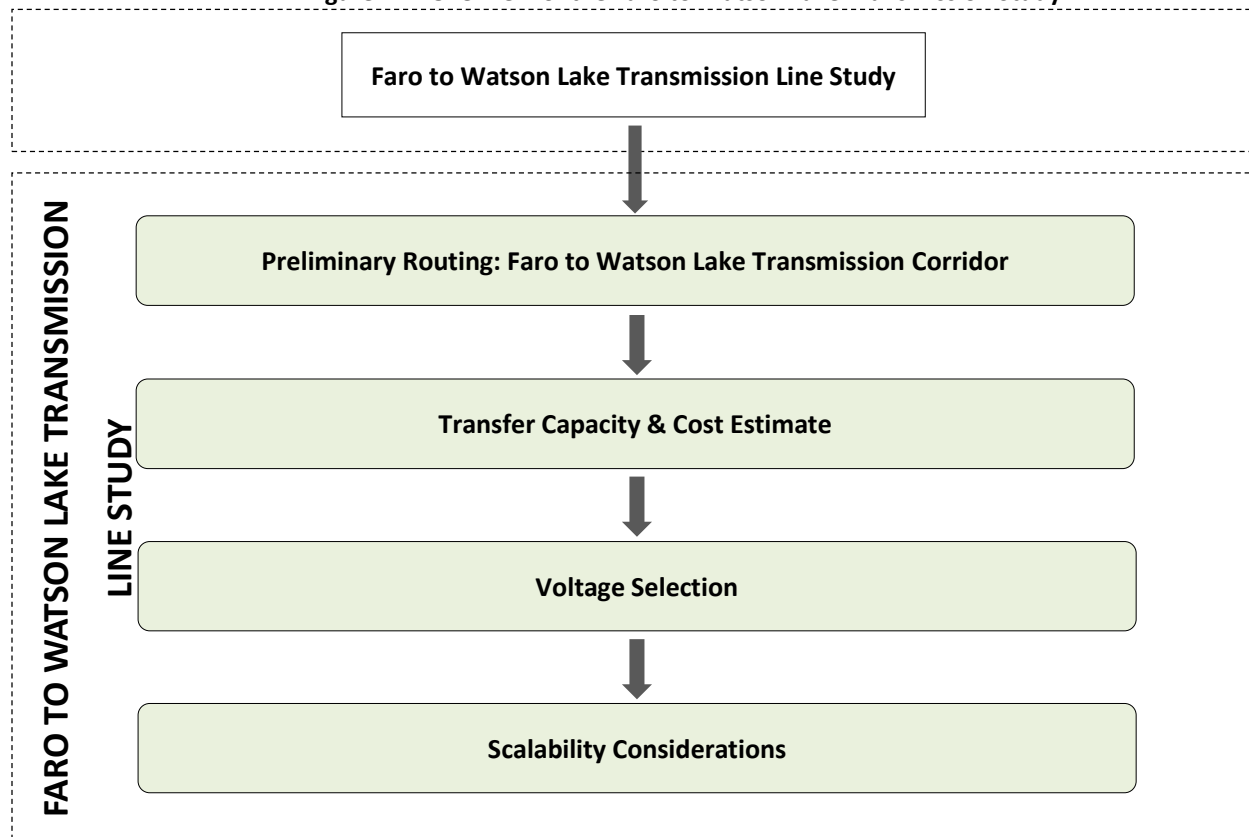 Faro to Watson Lake Transmission Line Study
FARO TO WATSON LAKE TRANSMISSION
LINE STUDY
Preliminary Routing: Faro to Watson Lake Transmission Corridor
Transfer Capacity & Cost Estimate
Voltage Selection
Scalability Considerations